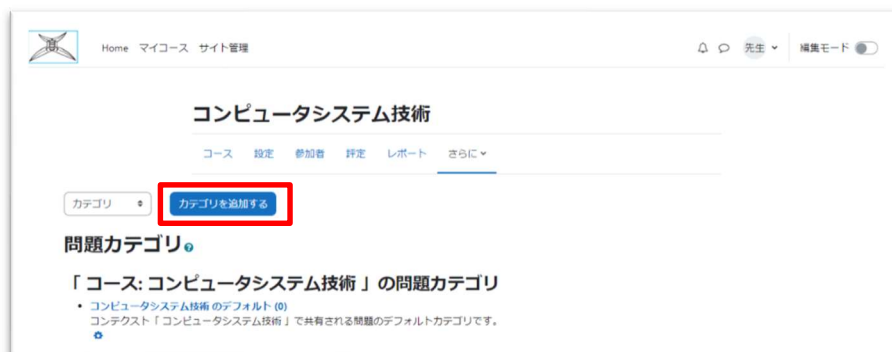 高
Home マイコース サイト管理
先生
編集モード
コンピュータシステム技術
コース 設定 参加者 評定 レポート さらに
カテゴリ
カテゴリを追加する
問題カテゴリ
「 コース: コンピュータシステム技術 」の問題カテゴリ
コンピュータシステム技術 のデフォルト (0)
コンテクスト「 コンピュータシステム技術 」で共有される問題のデフォルトカテゴリです。